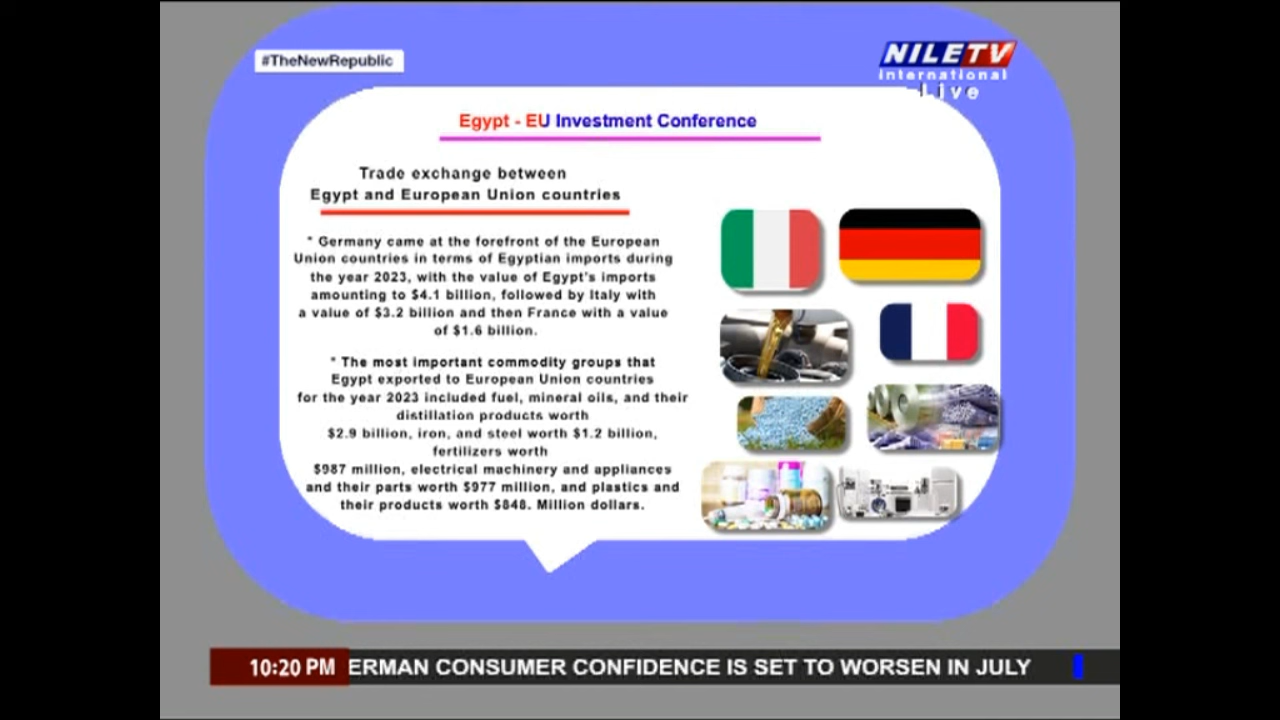 #TheNewRepublic
NILETV
international
Live
Egypt - EU Investment Conference
Trade exchange between
Egypt and European Union countries
* Germany came at the forefront of the European
Union countries in terms of Egyptian imports during
the year 2023, with the value of Egypt's imports
amounting to $4.1 billion, followed by Italy with
a value of $3.2 billion and then France with a value
of $1.6 billion.
* The most important commodity groups that
Egypt exported to European Union countries
for the year 2023 included fuel, mineral oils, and their
distillation products worth
$2.9 billion, iron, and steel worth $1.2 billion,
fertilizers worth
$987 million, electrical machinery and appliances
and their parts worth $977 million, and plastics and
their products worth $848. Million dollars.
10:20 PM ERMAN CONSUMER CONFIDENCE IS SET TO WORSEN IN JULY